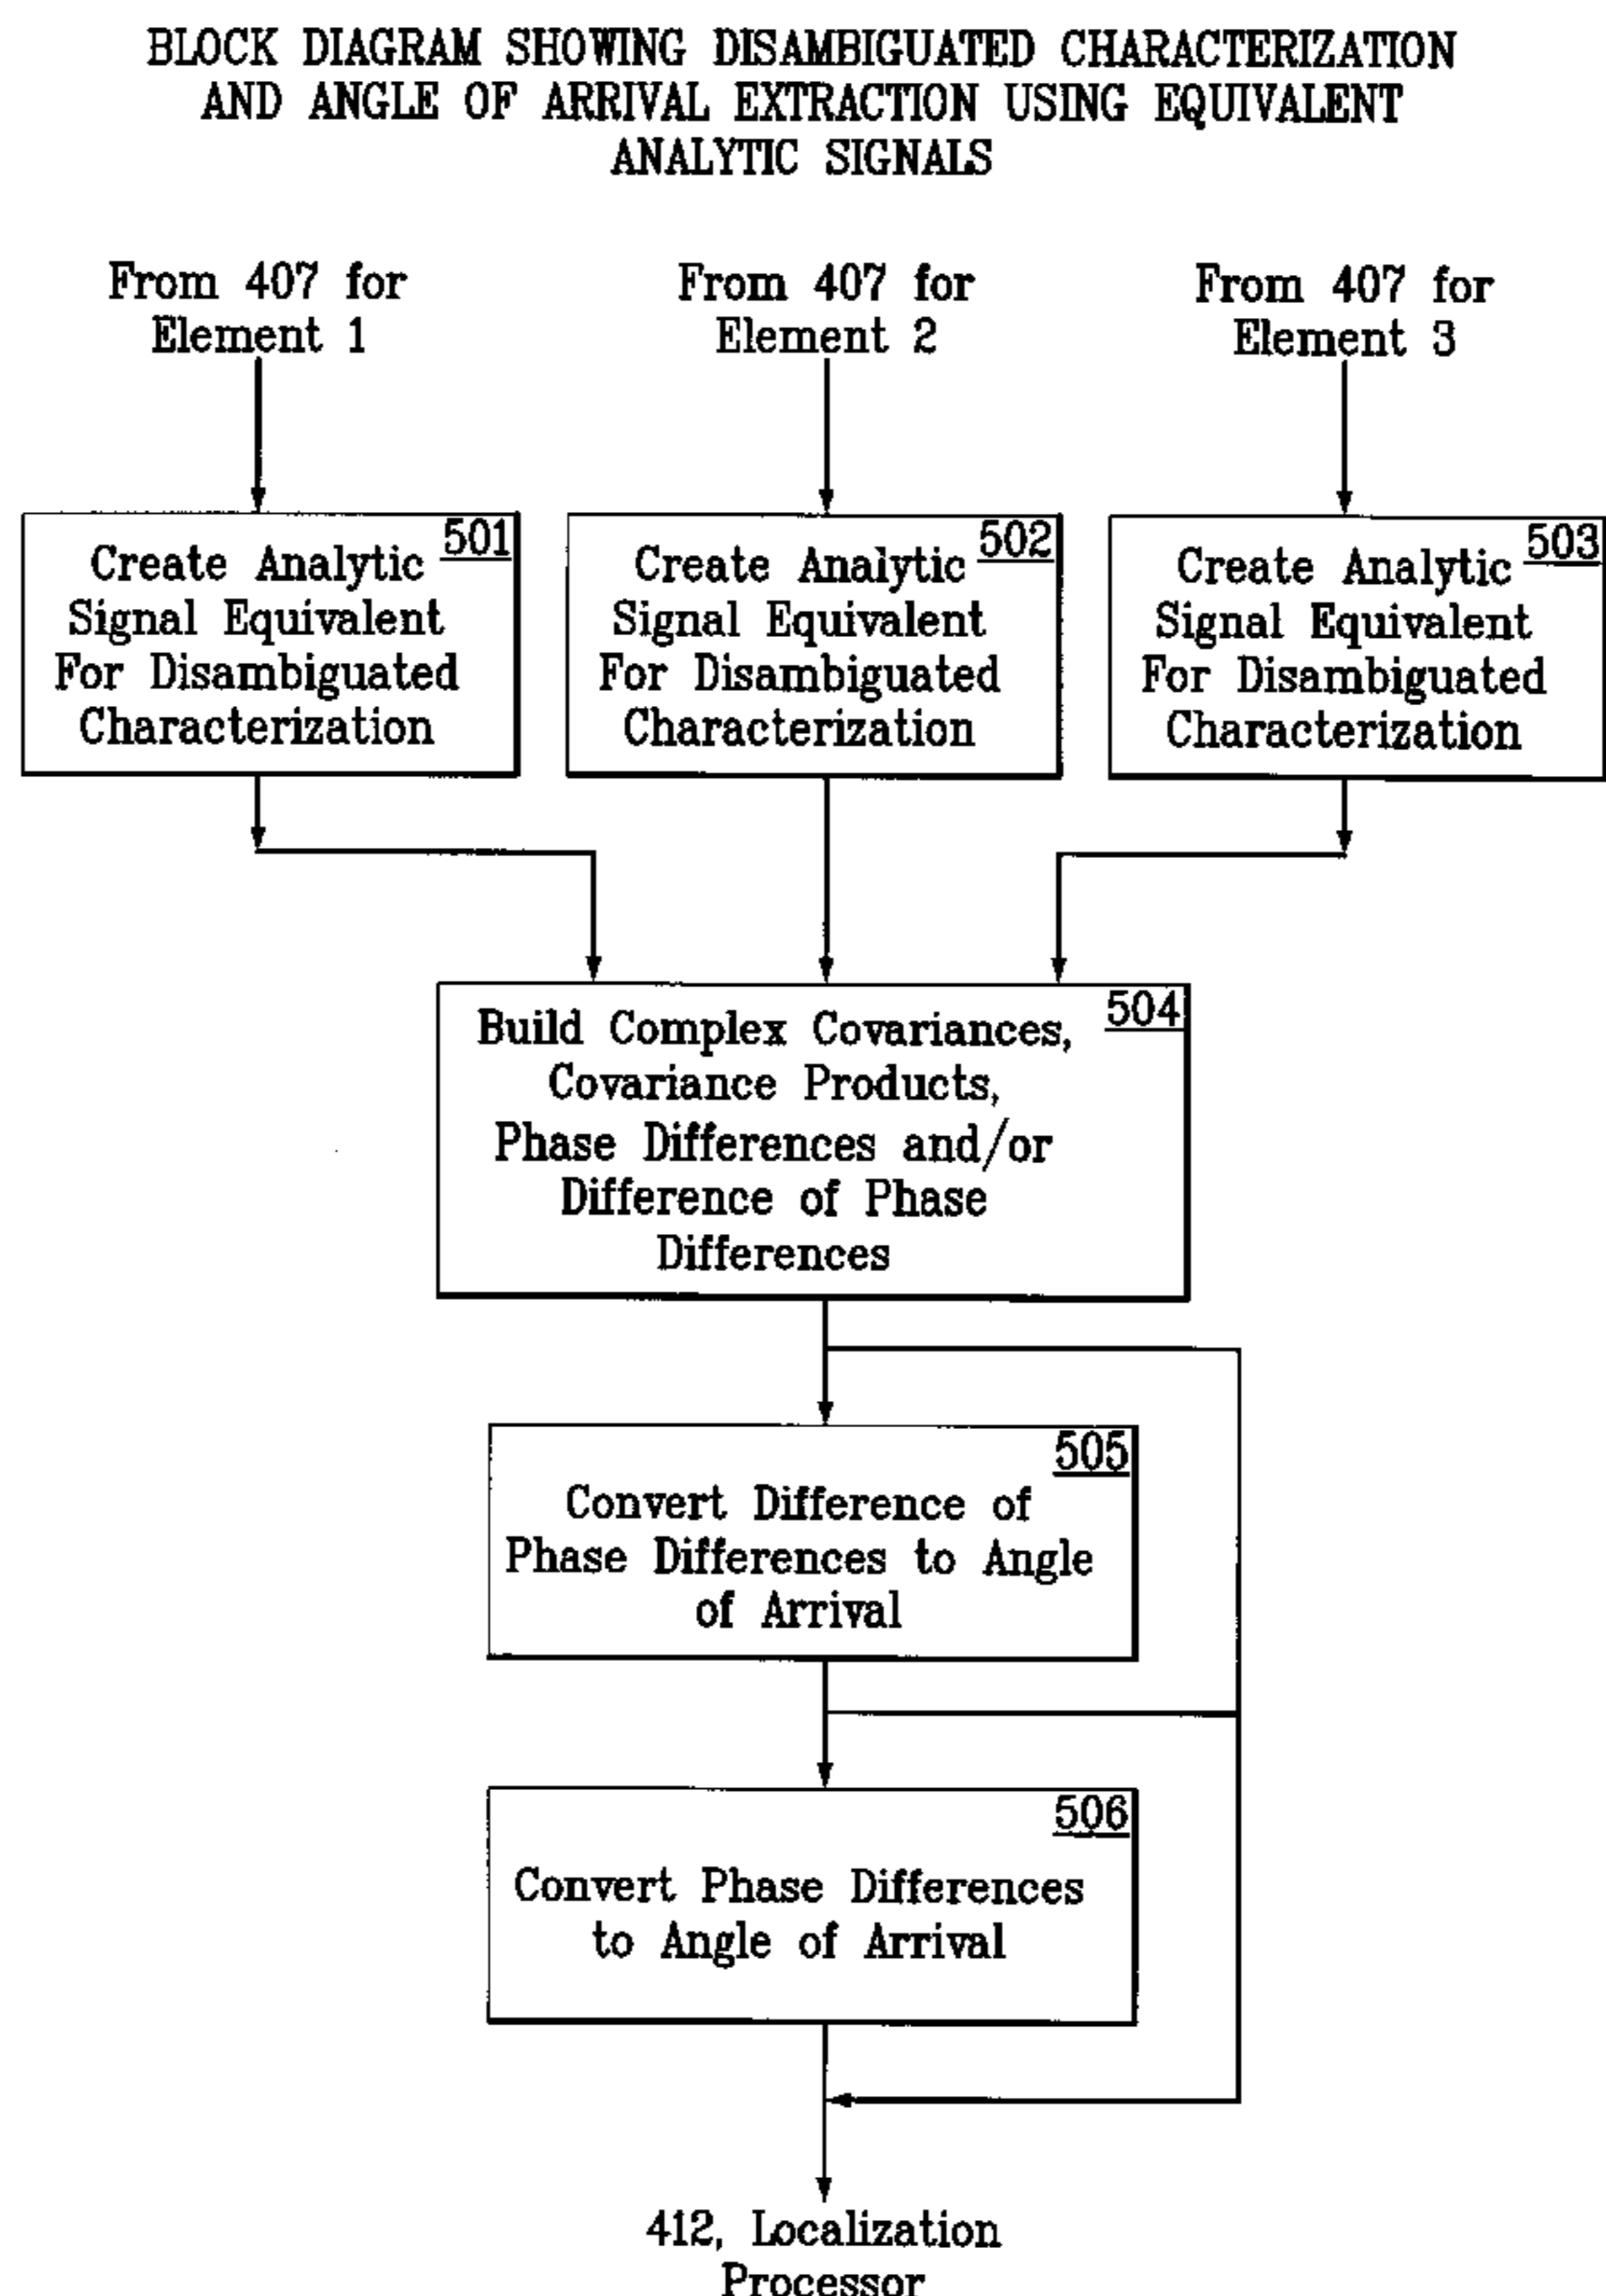 BLOCK DIAGRAM SHOWING DISAMBIGUATED CHARACTERIZATION
AND ANGLE OF ARRIVAL EXTRACTION USING EQUIVALENT
ANALYTIC SIGNALS
From 407 for
Element 1
From 407 for
Element 2
From 407 for
Element 3
501
Create Analytic
Signal Equivalent
For Disambiguated
Characterization
502
Create Analytic
Signal Equivalent
For Disambiguated
Characterization
503
Create Analytic
Signal Equivalent
For Disambiguated
Characterization
504
Build Complex Covariances,
Covariance Products,
Phase Differences and/or
Difference of Phase
Differences
505
Convert Difference of
Phase Differences to Angle
of Arrival
506
Convert Phase Differences
to Angle of Arrival
412, Localization
Processor